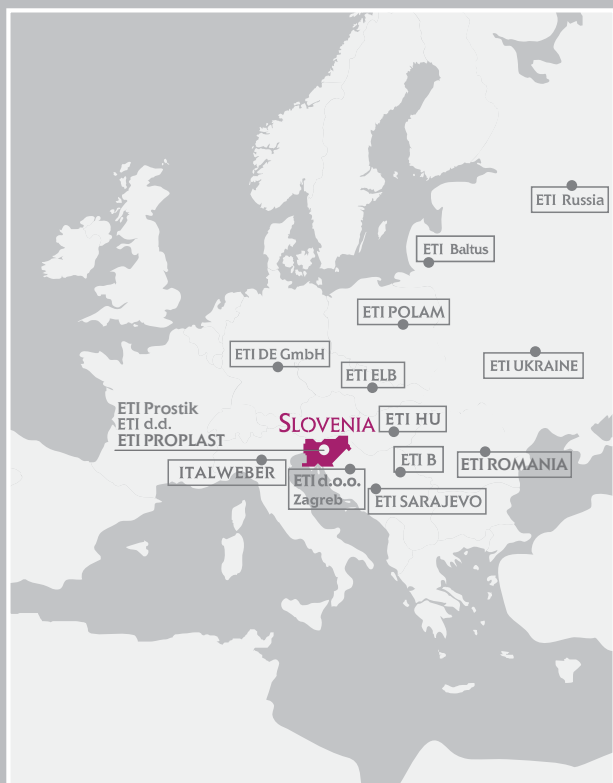 ETI Russia
ETI Baltus
ETI POLAM
ETI DE GmbH
ETI UKRAINE
ETI ELB
ETI Prostik
ETI d.d.
ETI PROPLAST
SLOVENIA
ETI HU
ITALWEBER
ETI B
ETI ROMANIA
ETI d.o.o.
Zagreb
ETI SARAJEVO